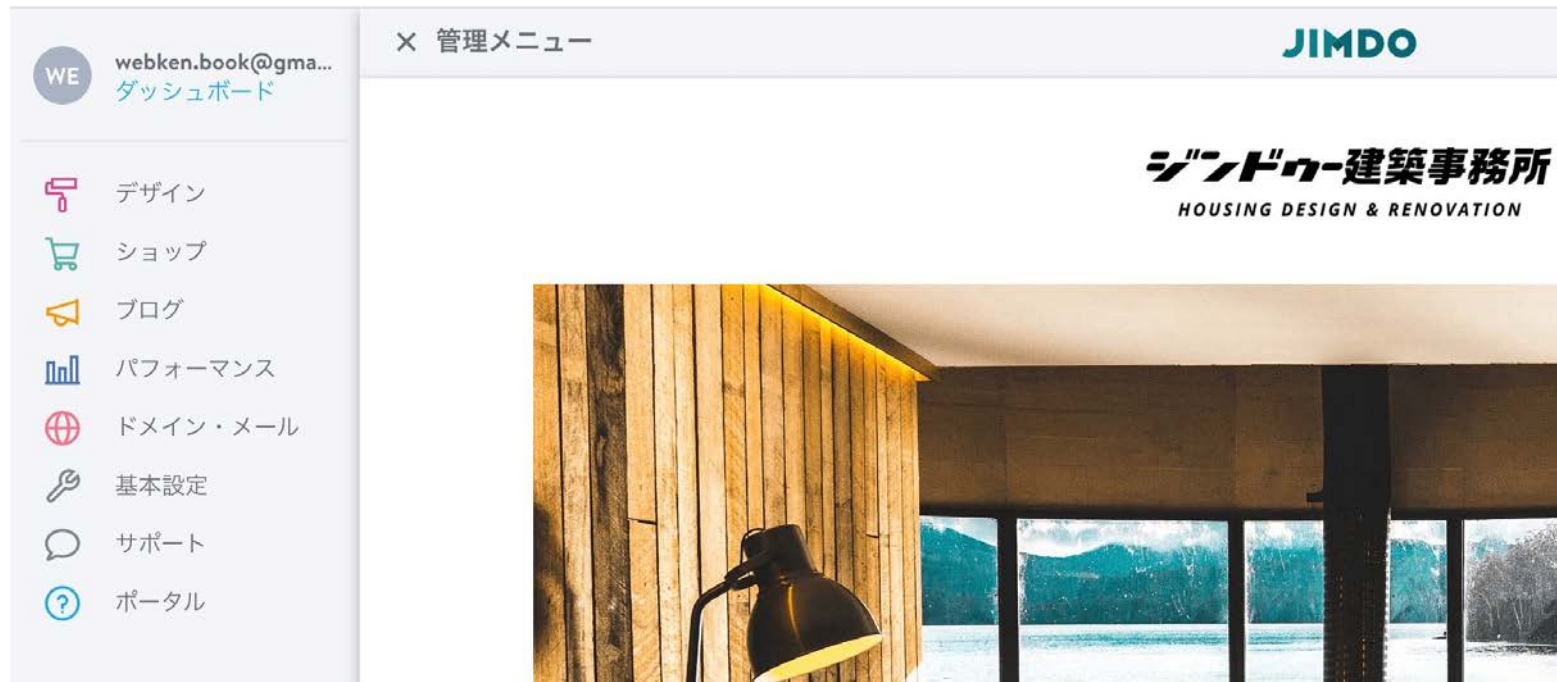 WE
webken.book@gma...
ダッシュボード
デザイン
ショップ
ブログ
パフォーマンス
ドメイン・メール
基本設定
サポート
ポータル
× 管理メニュー
JIMDO
ジンドゥー建築事務所
HOUSING DESIGN & RENOVATION